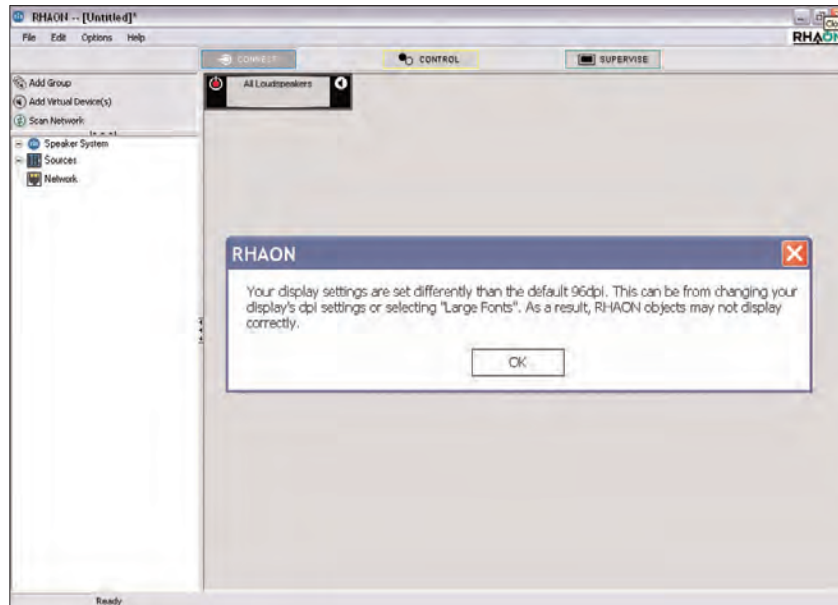 RHAON -- [Untitled]*
Clo
File Edit Options Help
RHAON
CONNECT CONTROL SUPERVISE
Add Group
All Loudspeakers
Add Virtual Device(s)
Scan Network
Speaker System
Sources
Network
RHAON
Your display settings are set differently than the default 96dpi. This can be from changing your
display's dpi settings or selecting "Large Fonts". As a result, RHAON objects may not display
correctly.
OK
Ready